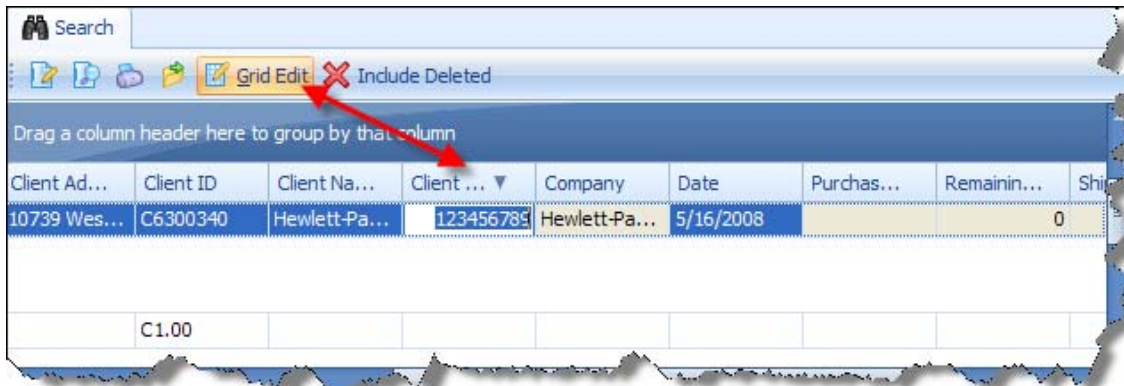 Search
Grid Edit Include Deleted
Drag a column header here to group by that column
Client Ad... Client ID Client Na... Client ... Company Date Purchas... Remainin... Shi
10739 Wes... C6300340 Hewlett-Pa... 123456789 Hewlett-Pa... 5/16/2008 0
C1.00